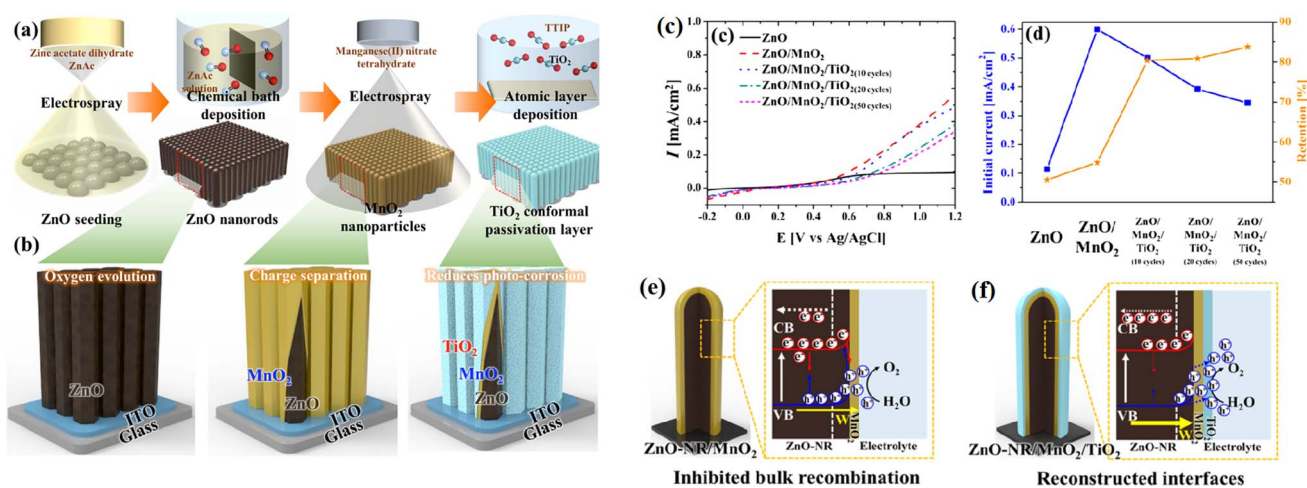 (a)
Zinc acetate dihydrate
ZnAc
ZnAc
solution
Manganese(II) nitrate
tetrahydrate
TTIP
TiO2
Electrospray
Chemical bath
deposition
Electrospray
Atomic layer
deposition
ZnO seeding
ZnO nanorods
MnO2
nanoparticles
TiO2 conformal
passivation layer
(b)
Oxygen evolution
ZnO
ITO
Glass
Charge separation
MnO2
ZnO
ITO
Glass
Reduces photo-corrosion
TiO2
MnO2
ZnO
ITO
Glass
(c)
(c)
ZnO
ZnO/MnO2
ZnO/MnO2/TiO2(10 cycles)
ZnO/MnO2/TiO2(20 cycles)
ZnO/MnO2/TiO2(50 cycles)
I [mA/cm2]
1.0
0.8
0.6
0.4
0.2
0.0
-0.2 0.0 0.2 0.4 0.6 0.8 1.0 1.2
E [V vs Ag/AgCl]
(d)
Initial current [mA/cm2]
0.6
0.5
0.4
0.3
0.2
0.1
0.0
Retention [%]
90
80
70
60
50
ZnO
ZnO/
MnO2
ZnO/
MnO2/
TiO2
(10 cycles)
ZnO/
MnO2/
TiO2
(20 cycles)
ZnO/
MnO2/
TiO2
(50 cycles)
(e)
CB
e- e-
e- e- e- e- e-
e-
VB
h+ h+ h+ h+
h+ h+
h+ h+
h+
O2
H2O
W
MnO2
ZnO-NR
Electrolyte
ZnO-NR/MnO2
Inhibited bulk recombination
(f)
CB
e- e- e- e-
e- e- e- e-
VB
h+ h+ h+
h+ h+ h+
h+ h+
O2
H2O
W
MnO2
TiO2
ZnO-NR
Electrolyte
ZnO-NR/MnO2/TiO2
Reconstructed interfaces